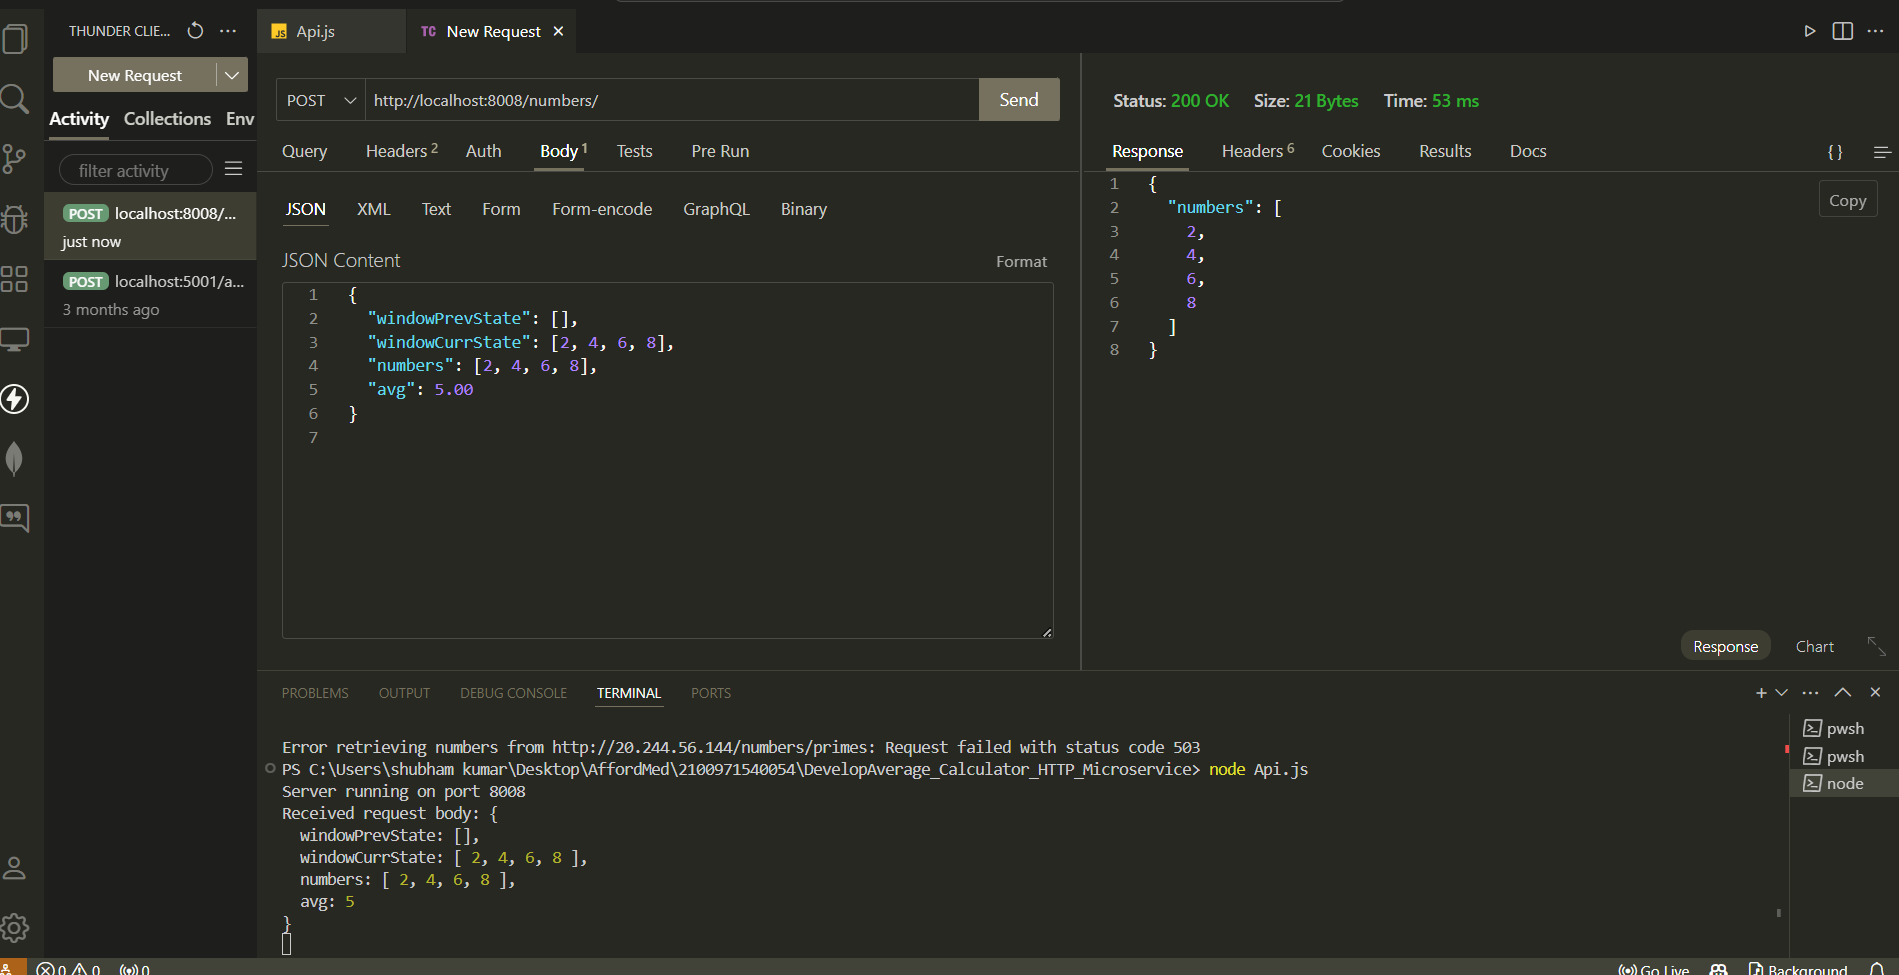 THUNDER CLIE...
New Request
Activity Collections Env
filter activity
POST localhost:8008/...
just now
POST localhost:5001/a...
3 months ago
JS Api.js
TC New Request
POST http://localhost:8008/numbers/ Send
Query Headers 2 Auth Body 1 Tests Pre Run
JSON XML Text Form Form-encode GraphQL Binary
JSON Content Format
1 {
2 "windowPrevState": [],
3 "windowCurrState": [2, 4, 6, 8],
4 "numbers": [2, 4, 6, 8],
5 "avg": 5.00
6 }
7
Status: 200 OK Size: 21 Bytes Time: 53 ms
Response Headers 6 Cookies Results Docs {}
Copy
1 {
2 "numbers": [
3 2,
4 4,
5 6,
6 8
7 ]
8 }
Response Chart
PROBLEMS OUTPUT DEBUG CONSOLE TERMINAL PORTS
Error retrieving numbers from http://20.244.56.144/numbers/primes: Request failed with status code 503
PS C:\Users\shubham kumar\Desktop\AffordMed\2100971540054\DevelopAverage_Calculator_HTTP_Microservice> node Api.js
Server running on port 8008
Received request body: {
windowPrevState: [],
windowCurrState: [ 2, 4, 6, 8 ],
numbers: [ 2, 4, 6, 8 ],
avg: 5
}
pwsh
pwsh
node
0 0 0
Go Live Background